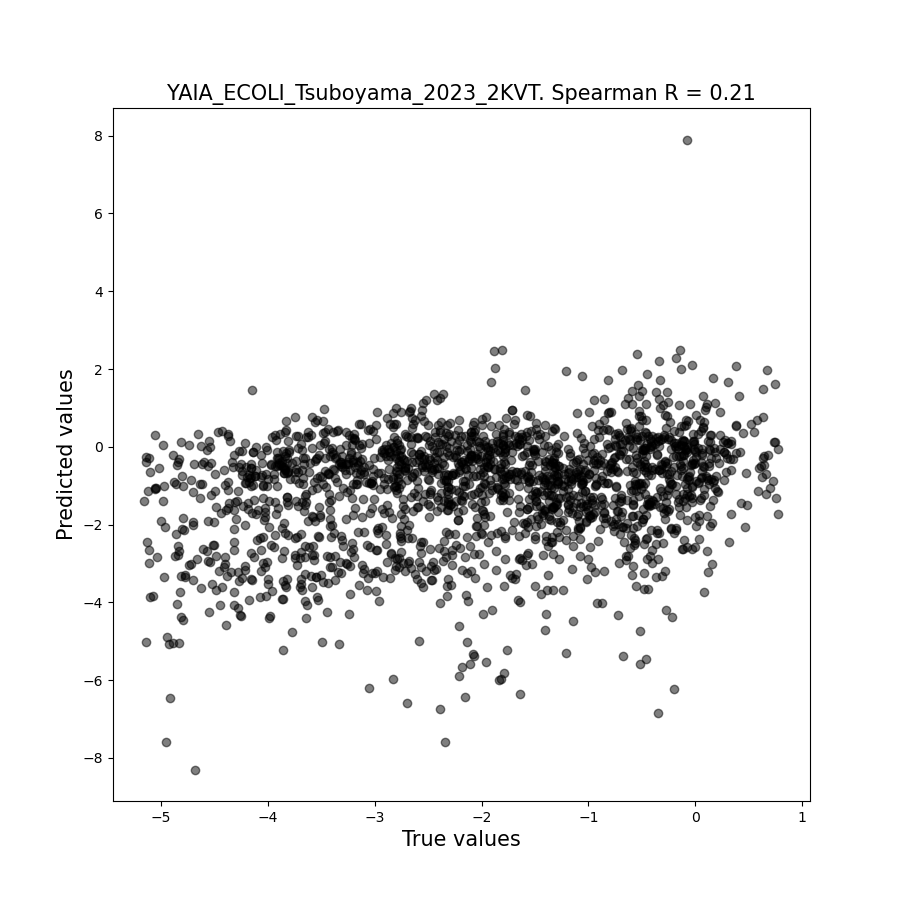 YAIA_ECOLI_Tsuboyama_2023_2KVT. Spearman R = 0.21
8
6
4
2
0
−2
−4
−6
−8
Predicted values
−5 −4 −3 −2 −1 0 1
True values